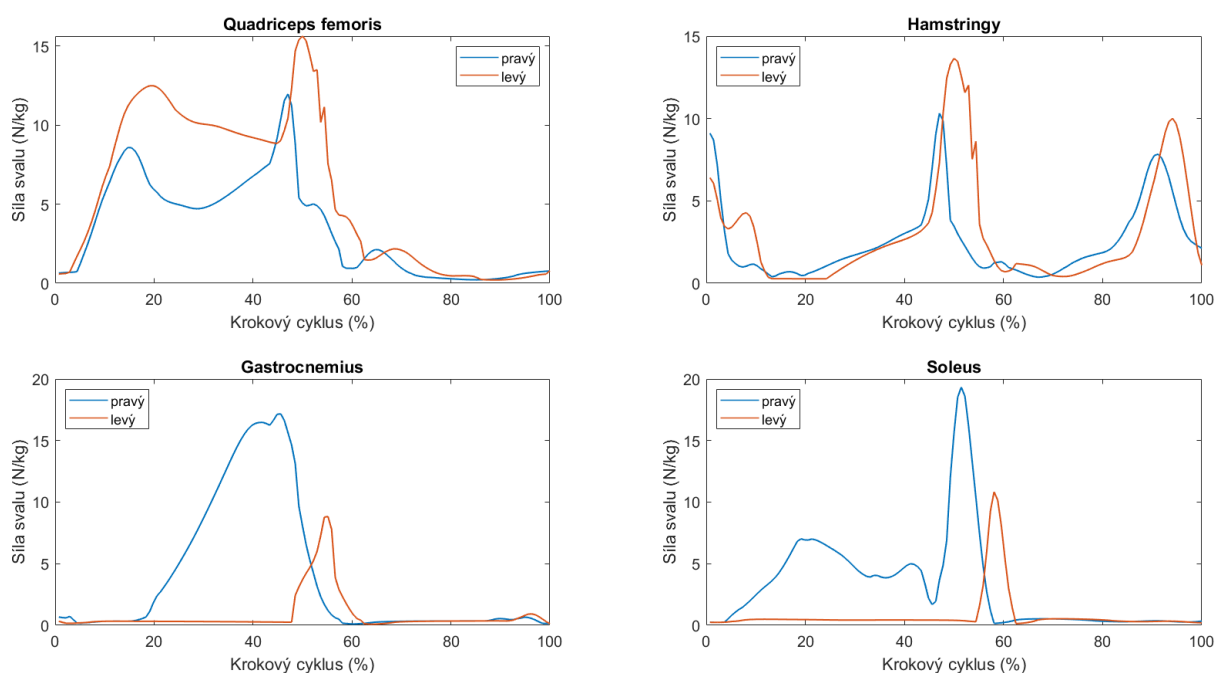 Quadriceps femoris
Síla svalu (N/kg)
15
10
5
0
pravý
levý
0 20 40 60 80 100
Krokový cyklus (%)
Hamstringy
Síla svalu (N/kg)
15
10
5
0
pravý
levý
0 20 40 60 80 100
Krokový cyklus (%)
Gastrocnemius
Síla svalu (N/kg)
20
15
10
5
0
pravý
levý
0 20 40 60 80 100
Krokový cyklus (%)
Soleus
Síla svalu (N/kg)
20
15
10
5
0
pravý
levý
0 20 40 60 80 100
Krokový cyklus (%)